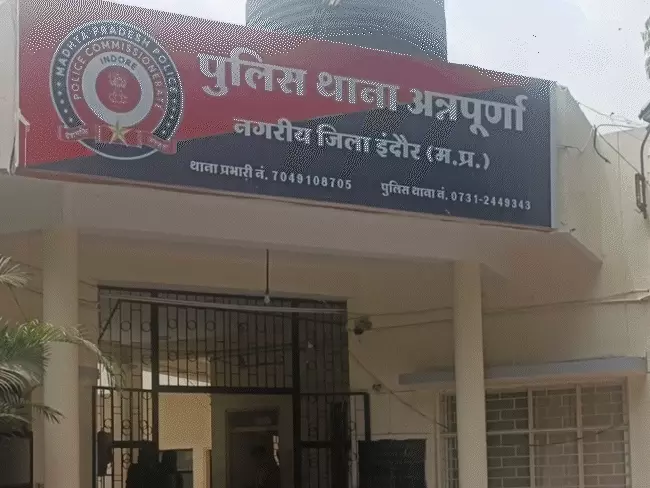 MADHYA PRADESH POLICE
POLICE COMMISSIONERATE
INDORE
पुलिस थाना अन्नपूर्णा
नगरीय जिला इंदौर (म.प्र.)
थाना प्रभारी नं. 7049108705 पुलिस थाना नं. 0731-2449343